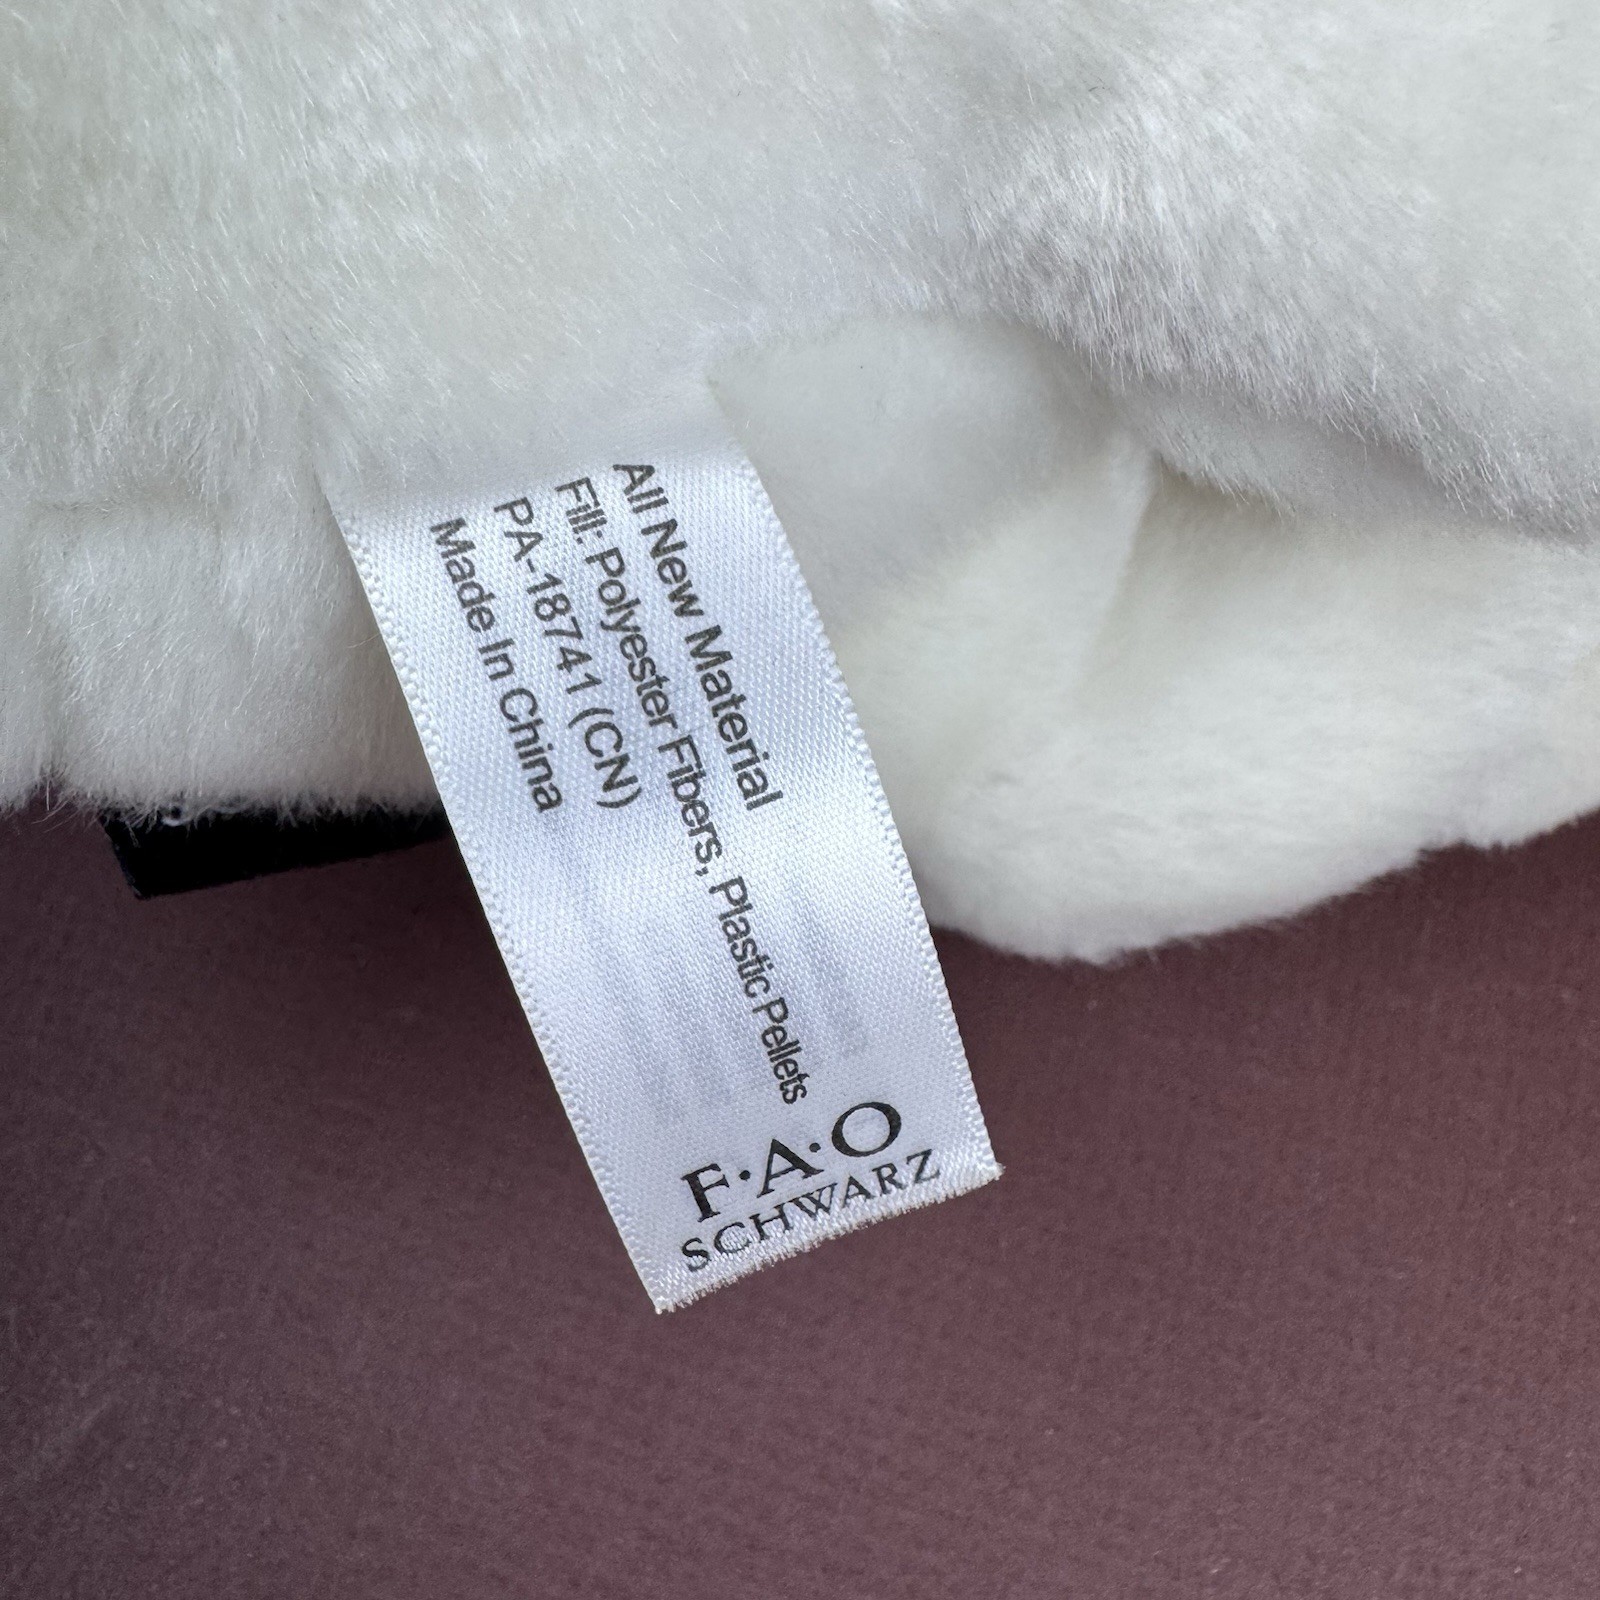 All New Material
Fill: Polyester Fibers, Plastic Pellets
PA-18741 (CN)
Made In China
F·A·O
SCHWARZ